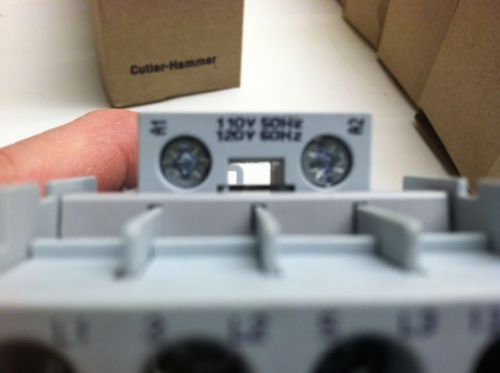 Cutler-Hammer
A1
110V 50Hz
120V 60Hz
A2
L1
L2
L3